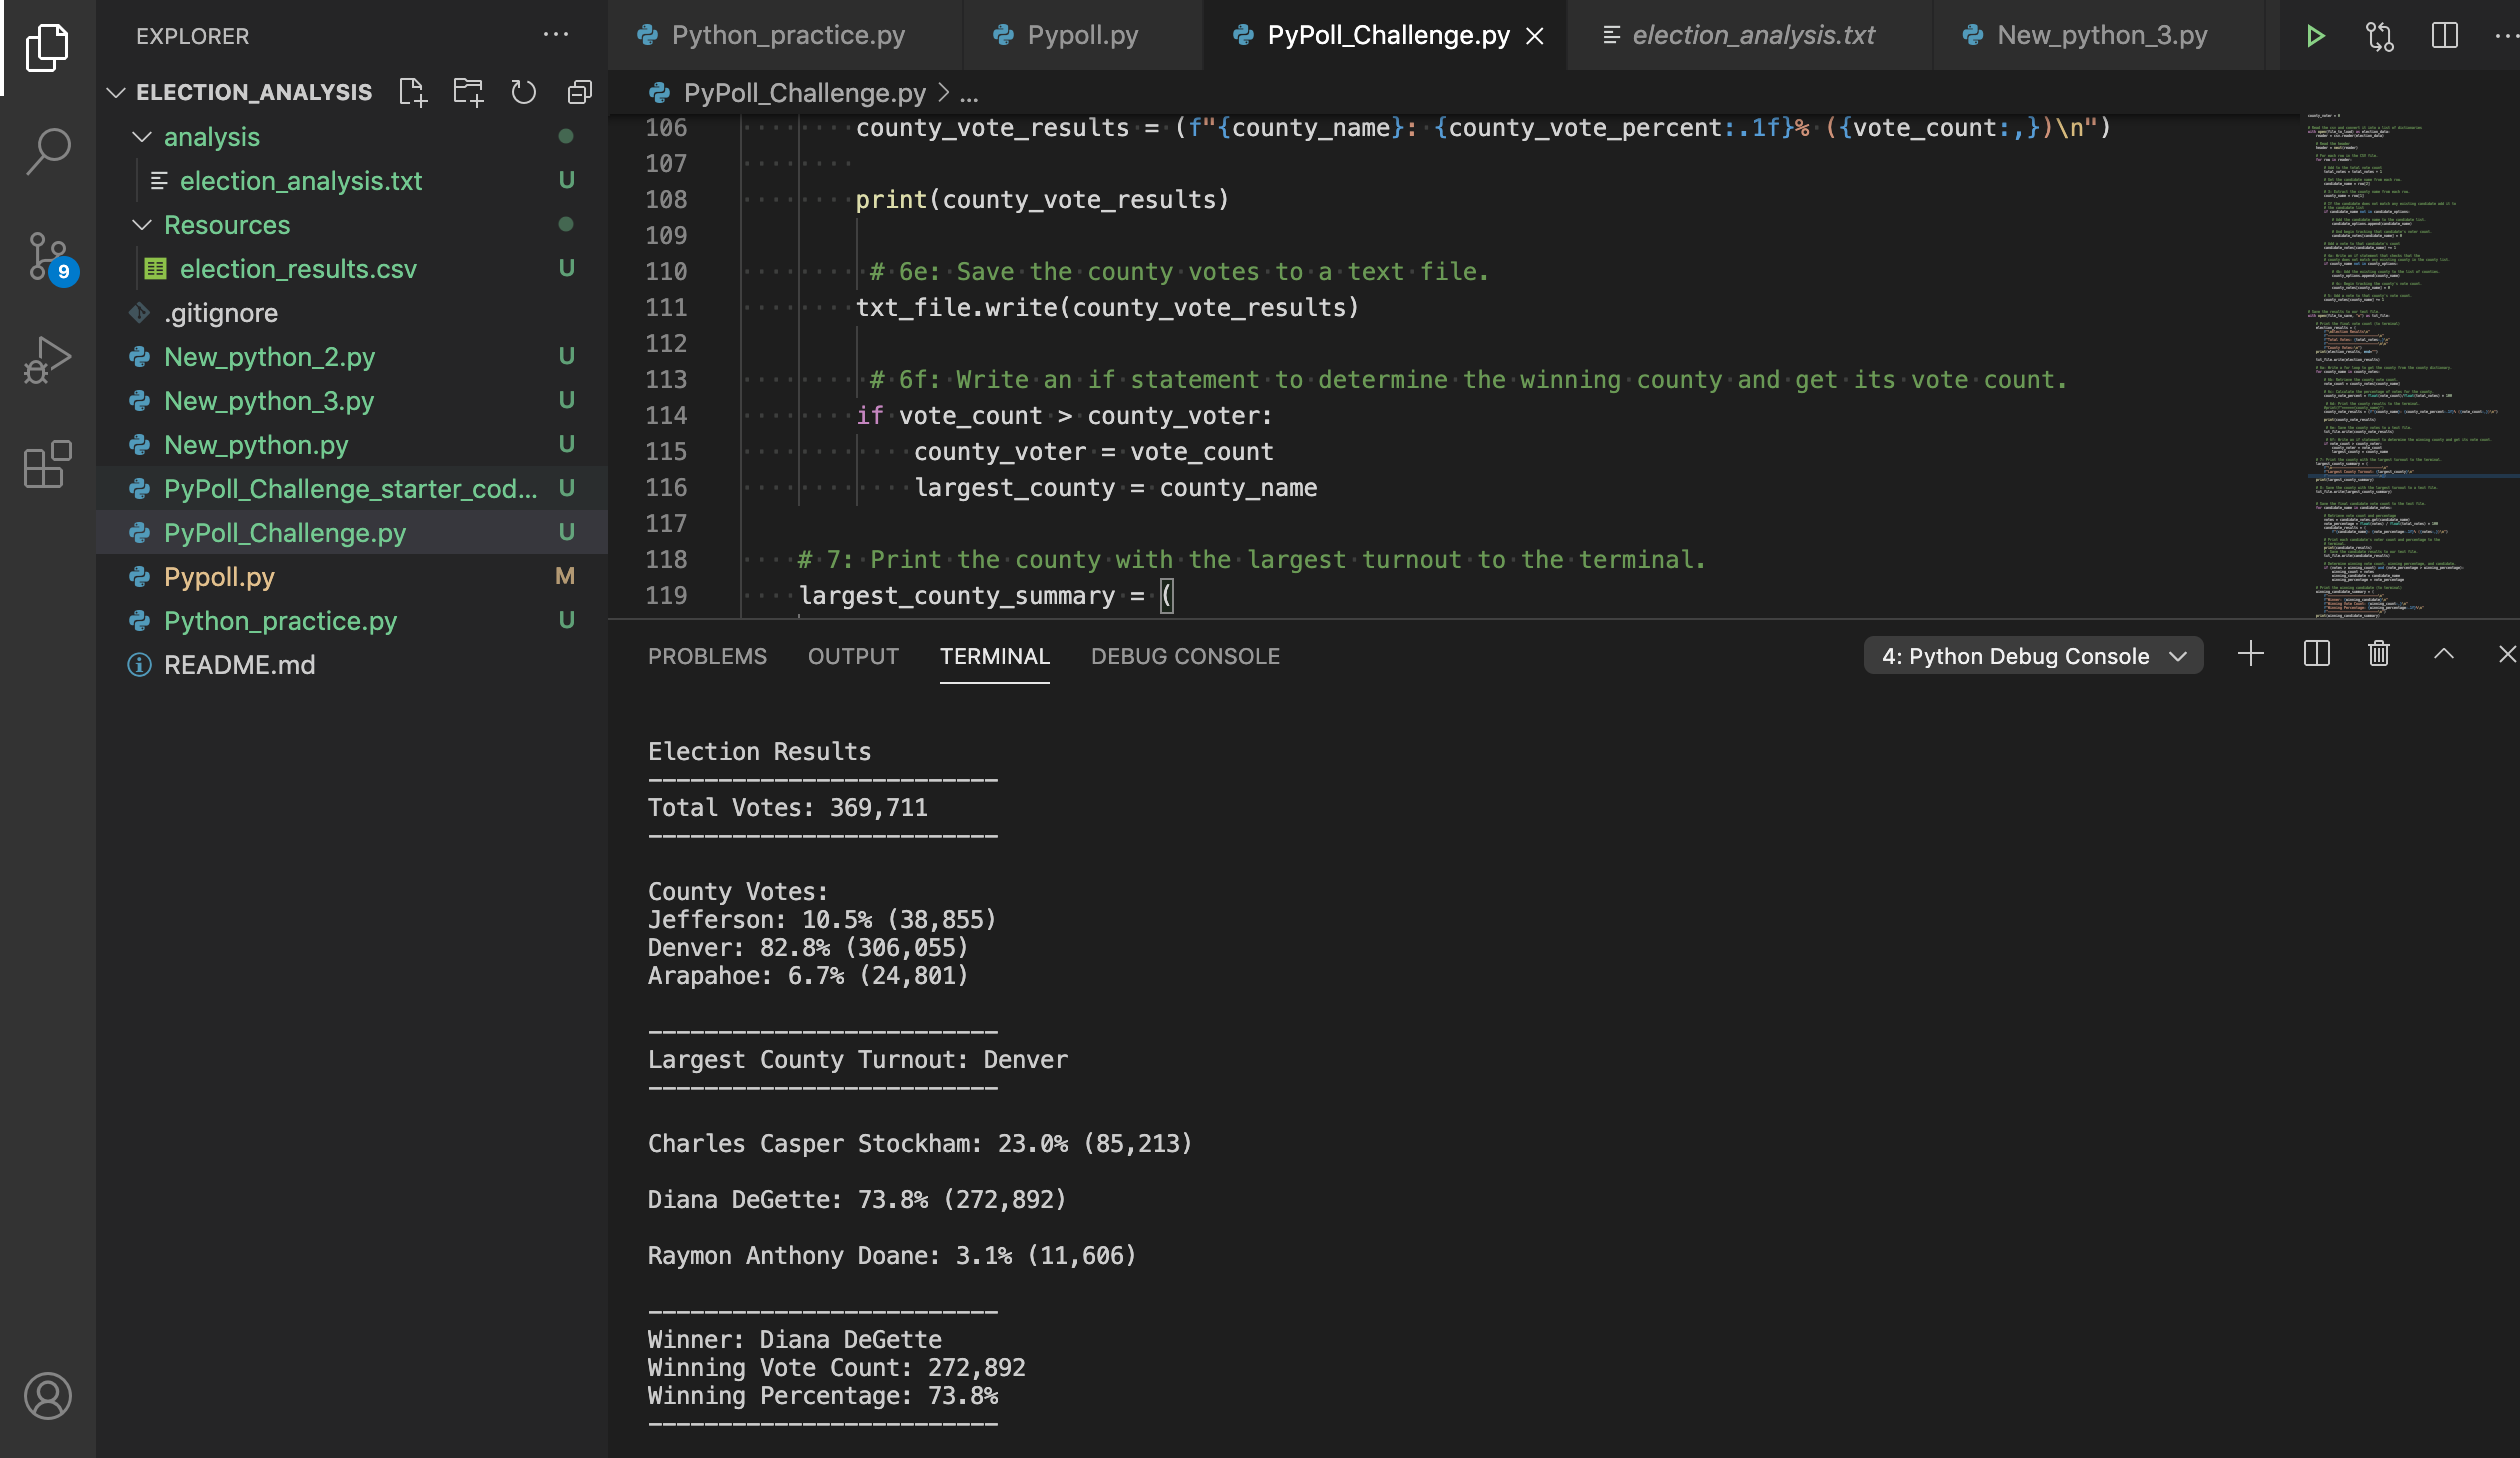 EXPLORER
ELECTION_ANALYSIS
analysis
election_analysis.txt U
Resources
election_results.csv U
.gitignore
New_python_2.py U
New_python_3.py U
New_python.py U
PyPoll_Challenge_starter_cod... U
PyPoll_Challenge.py U
Pypoll.py M
Python_practice.py U
README.md
9
Python_practice.py Pypoll.py PyPoll_Challenge.py election_analysis.txt New_python_3.py
PyPoll_Challenge.py > ...
106 county_vote_results = (f"{county_name}: {county_vote_percent:.1f}% ({vote_count:,})\n")
107
108 print(county_vote_results)
109
110 # 6e: Save the county votes to a text file.
111 txt_file.write(county_vote_results)
112
113 # 6f: Write an if statement to determine the winning county and get its vote count.
114 if vote_count > county_voter:
115 county_voter = vote_count
116 largest_county = county_name
117
118 # 7: Print the county with the largest turnout to the terminal.
119 largest_county_summary = (
PROBLEMS OUTPUT TERMINAL DEBUG CONSOLE
4: Python Debug Console
Election Results
-------------------------
Total Votes: 369,711
-------------------------
County Votes:
Jefferson: 10.5% (38,855)
Denver: 82.8% (306,055)
Arapahoe: 6.7% (24,801)
-------------------------
Largest County Turnout: Denver
-------------------------
Charles Casper Stockham: 23.0% (85,213)
Diana DeGette: 73.8% (272,892)
Raymon Anthony Doane: 3.1% (11,606)
-------------------------
Winner: Diana DeGette
Winning Vote Count: 272,892
Winning Percentage: 73.8%
-------------------------